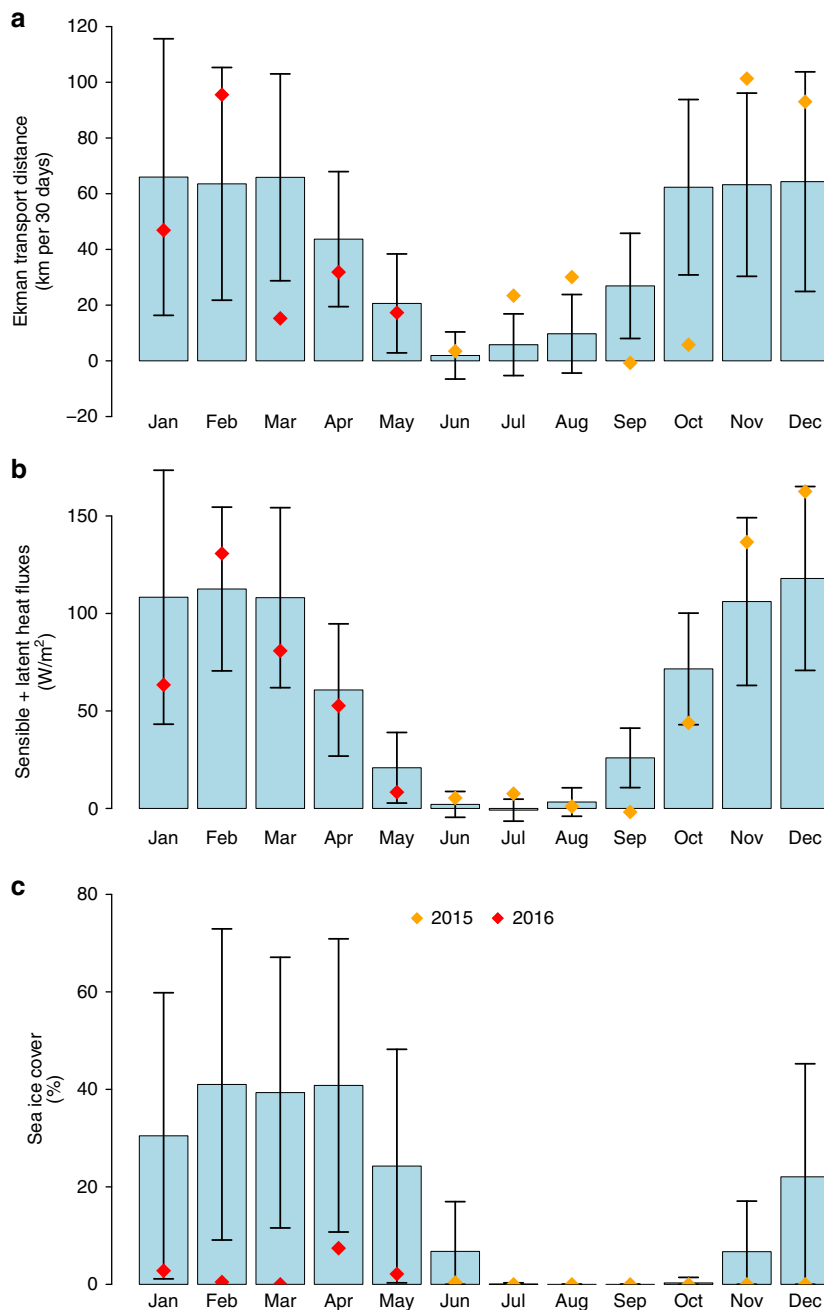 a
Ekman transport distance
(km per 30 days)
120
100
80
60
40
20
0
−20
Jan Feb Mar Apr May Jun Jul Aug Sep Oct Nov Dec
b
Sensible + latent heat fluxes
(W/m²)
150
100
50
0
Jan Feb Mar Apr May Jun Jul Aug Sep Oct Nov Dec
c
Sea ice cover
(%)
80
60
40
20
0
2015 2016
Jan Feb Mar Apr May Jun Jul Aug Sep Oct Nov Dec